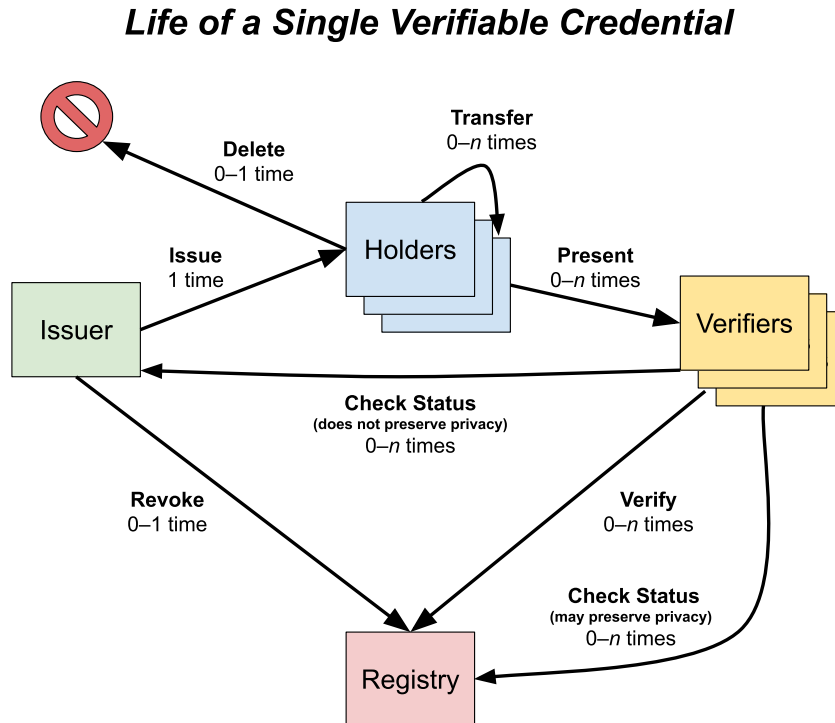 Life of a Single Verifiable Credential
Transfer
0–n times
Delete
0–1 time
Issue
1 time
Holders
Present
0–n times
Issuer
Verifiers
Check Status
(does not preserve privacy)
0–n times
Revoke
0–1 time
Verify
0–n times
Check Status
(may preserve privacy)
0–n times
Registry